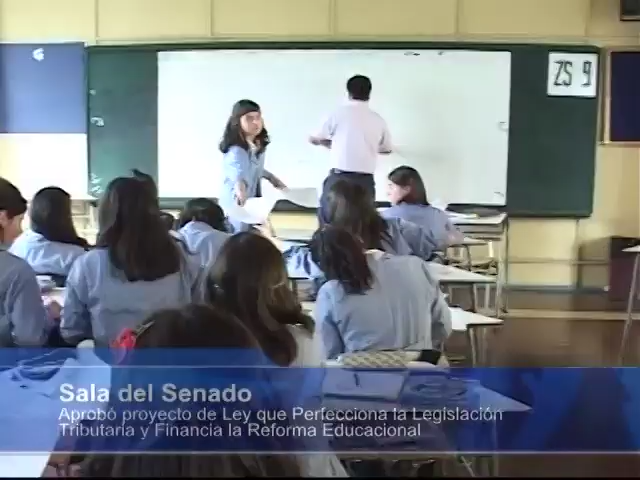 ZS 9
Sala del Senado
Aprobó proyecto de Ley que Perfecciona la Legislación
Tributaria y Financia la Reforma Educacional